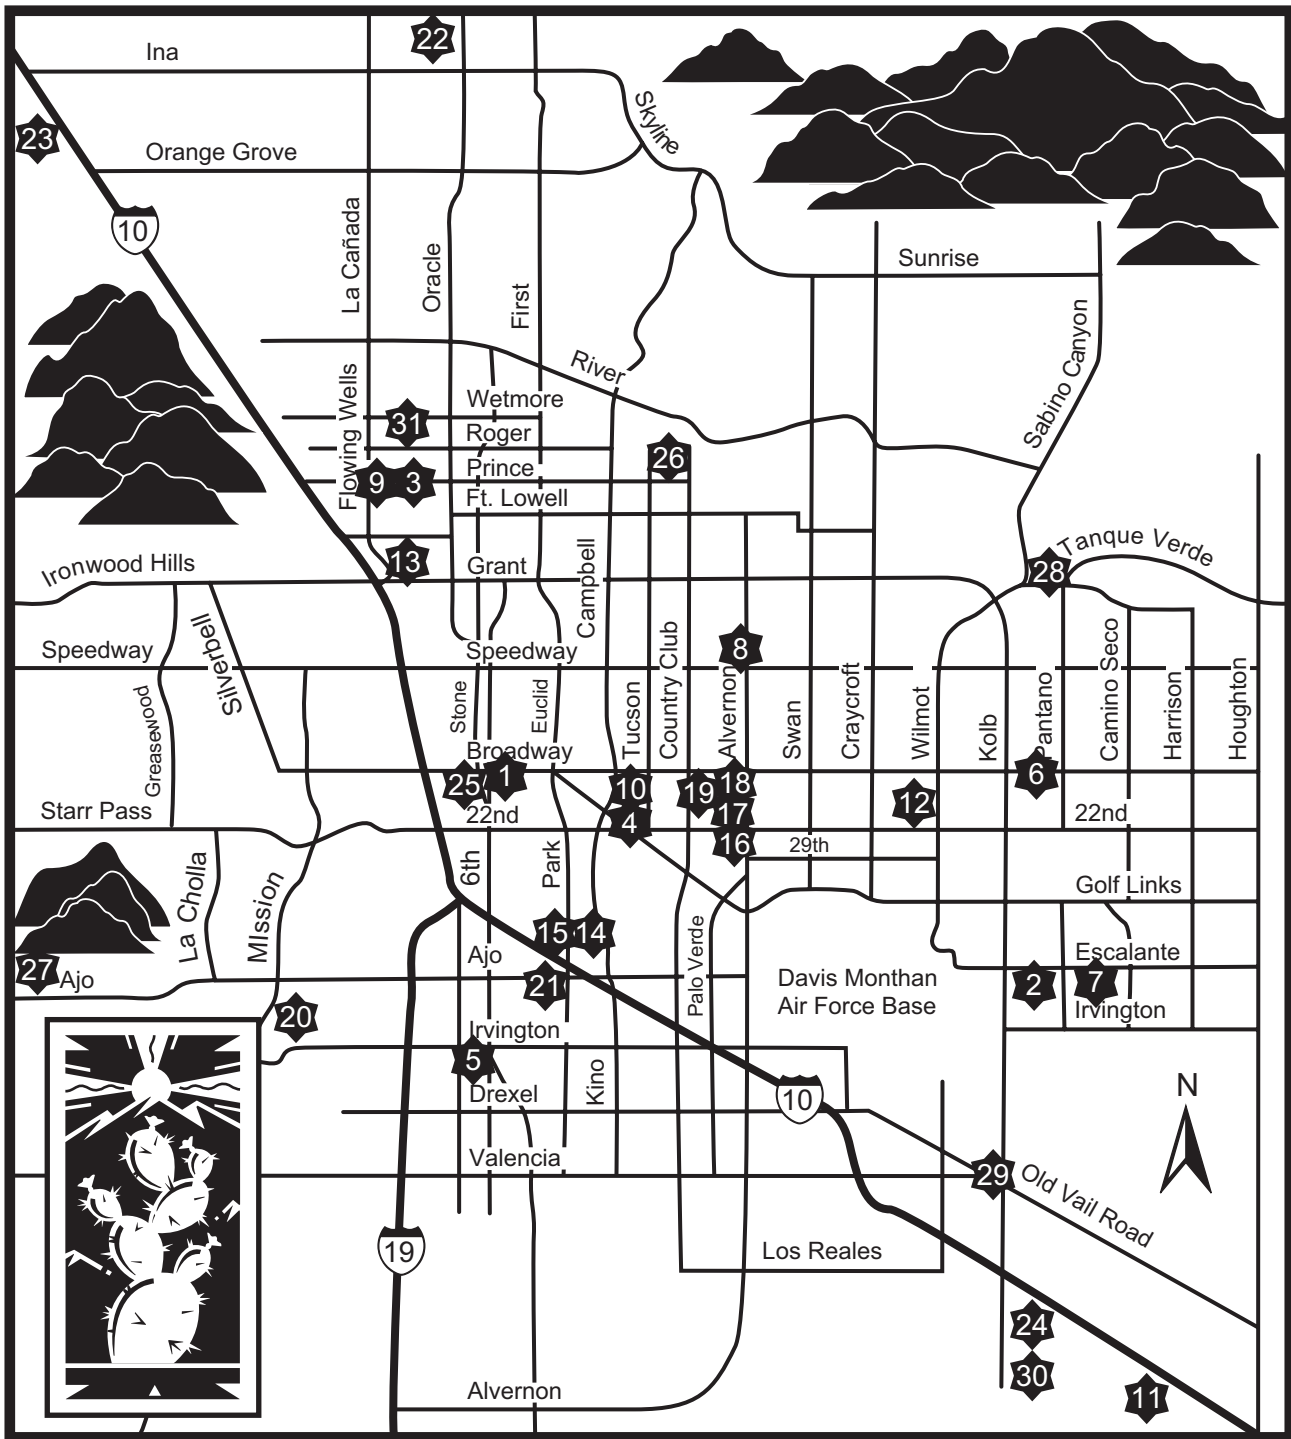 22
Ina
Skyline
23
Orange Grove
10
La Cañada
Oracle
First
Sunrise
River
Sabino Canyon
Flowing Wells
Wetmore
31
Roger
26
Prince
9
3
Ft. Lowell
Tanque Verde
Ironwood Hills
13
Grant
Campbell
28
Silverbell
8
Speedway
Speedway
Greasewood
Stone
Euclid
Tucson
Country Club
Alvernon
Swan
Craycroft
Wilmot
Kolb
Pantano
Camino Seco
Harrison
Houghton
Broadway
25
1
10
19
18
12
6
Starr Pass
22nd
4
17
22nd
16
29th
La Cholla
MIssion
6th
Park
Golf Links
15
14
27
Ajo
Ajo
Palo Verde
Davis Monthan
Air Force Base
Escalante
21
2
7
20
Irvington
Irvington
5
Drexel
Kino
10
N
Valencia
29
Old Vail Road
19
Los Reales
24
30
11
Alvernon